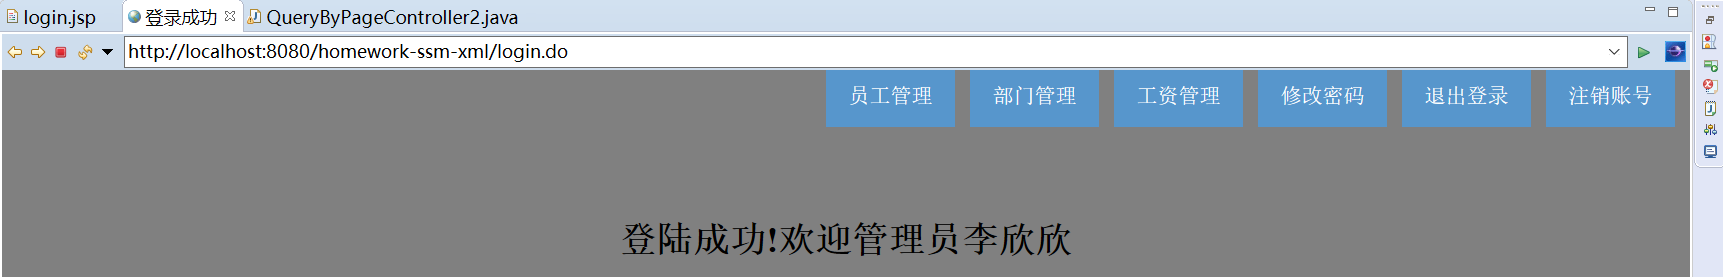 login.jsp 登录成功 QueryByPageController2.java
http://localhost:8080/homework-ssm-xml/login.do
员工管理 部门管理 工资管理 修改密码 退出登录 注销账号
登陆成功!欢迎管理员李欣欣